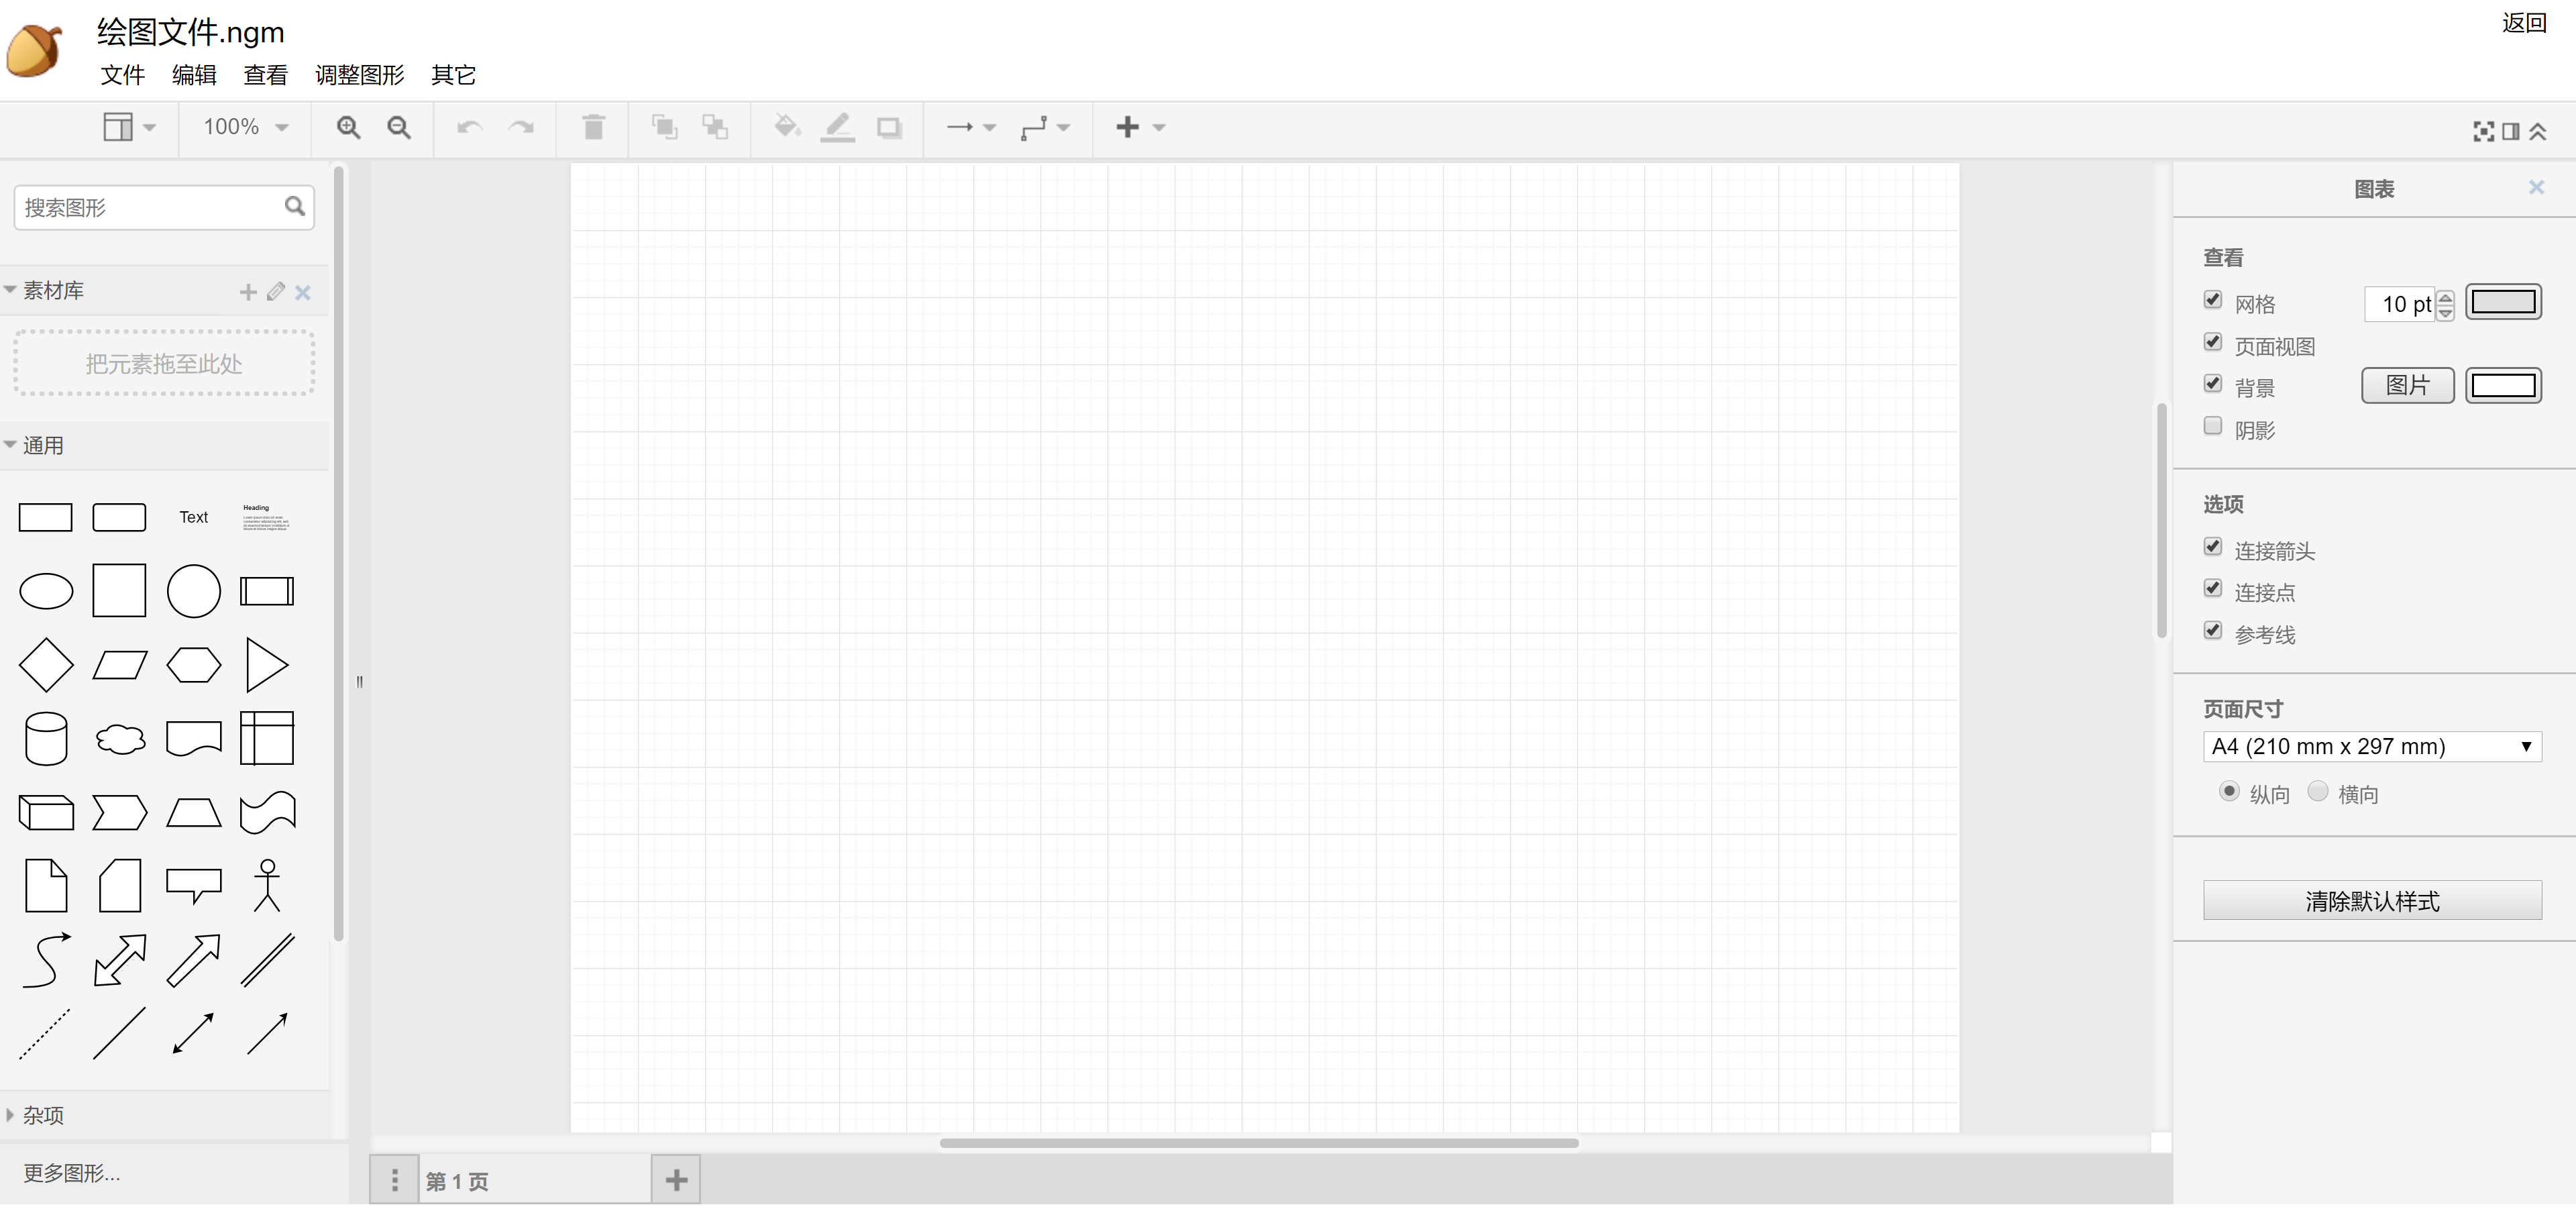 绘图文件.ngm
返回
文件 编辑 查看 调整图形 其它
100%
搜索图形
素材库
把元素拖至此处
通用
Text
Heading
杂项
更多图形...
第 1 页
图表
查看
网格 10 pt
页面视图
背景 图片
阴影
选项
连接箭头
连接点
参考线
页面尺寸
A4 (210 mm x 297 mm)
纵向 横向
清除默认样式